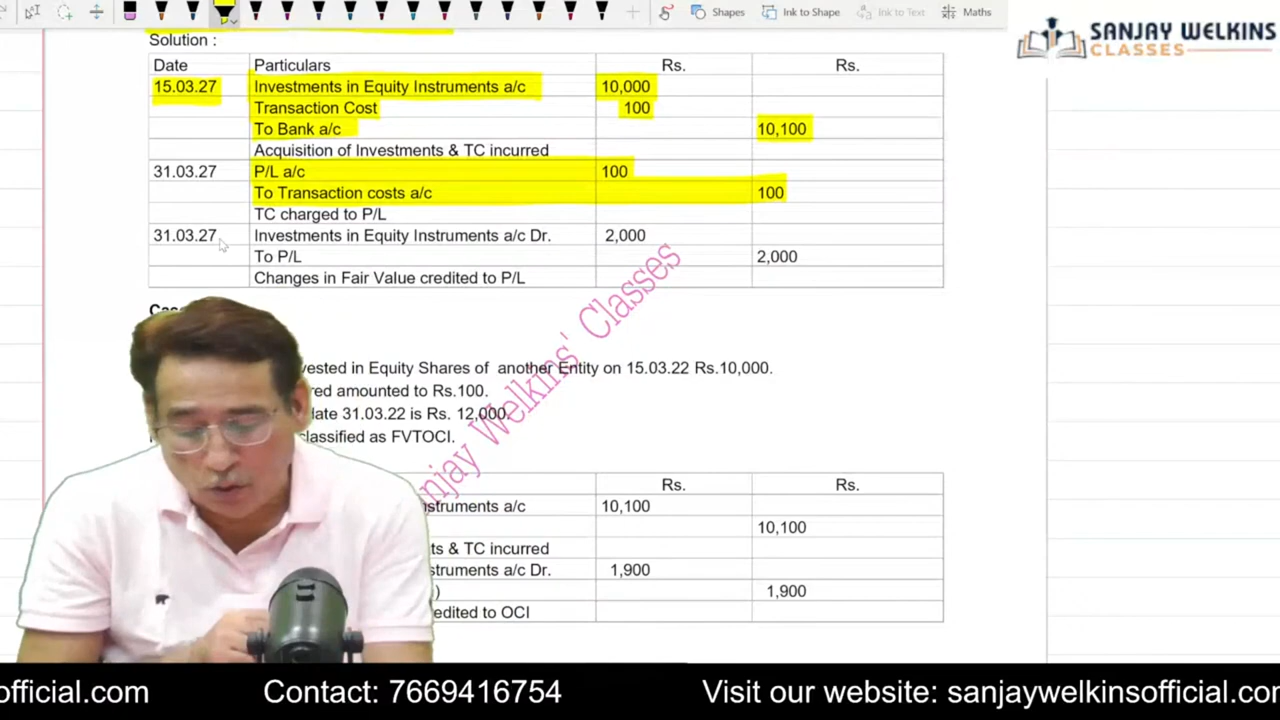 Shapes Ink to Shape Ink to Text Maths
SANJAY WELKINS
CLASSES
Solution :
Date Particulars Rs. Rs.
15.03.27 Investments in Equity Instruments a/c 10,000
Transaction Cost 100
To Bank a/c 10,100
Acquisition of Investments & TC incurred
31.03.27 P/L a/c 100
To Transaction costs a/c 100
TC charged to P/L
31.03.27 Investments in Equity Instruments a/c Dr. 2,000
To P/L 2,000
Changes in Fair Value credited to P/L
vested in Equity Shares of another Entity on 15.03.22 Rs.10,000.
red amounted to Rs.100.
date 31.03.22 is Rs. 12,000.
lassified as FVTOCI.
Rs. Rs.
struments a/c 10,100
10,100
ts & TC incurred
struments a/c Dr. 1,900
) 1,900
edited to OCI
njay Welkins' Classes
official.com Contact: 7669416754 Visit our website: sanjaywelkinsofficial.co